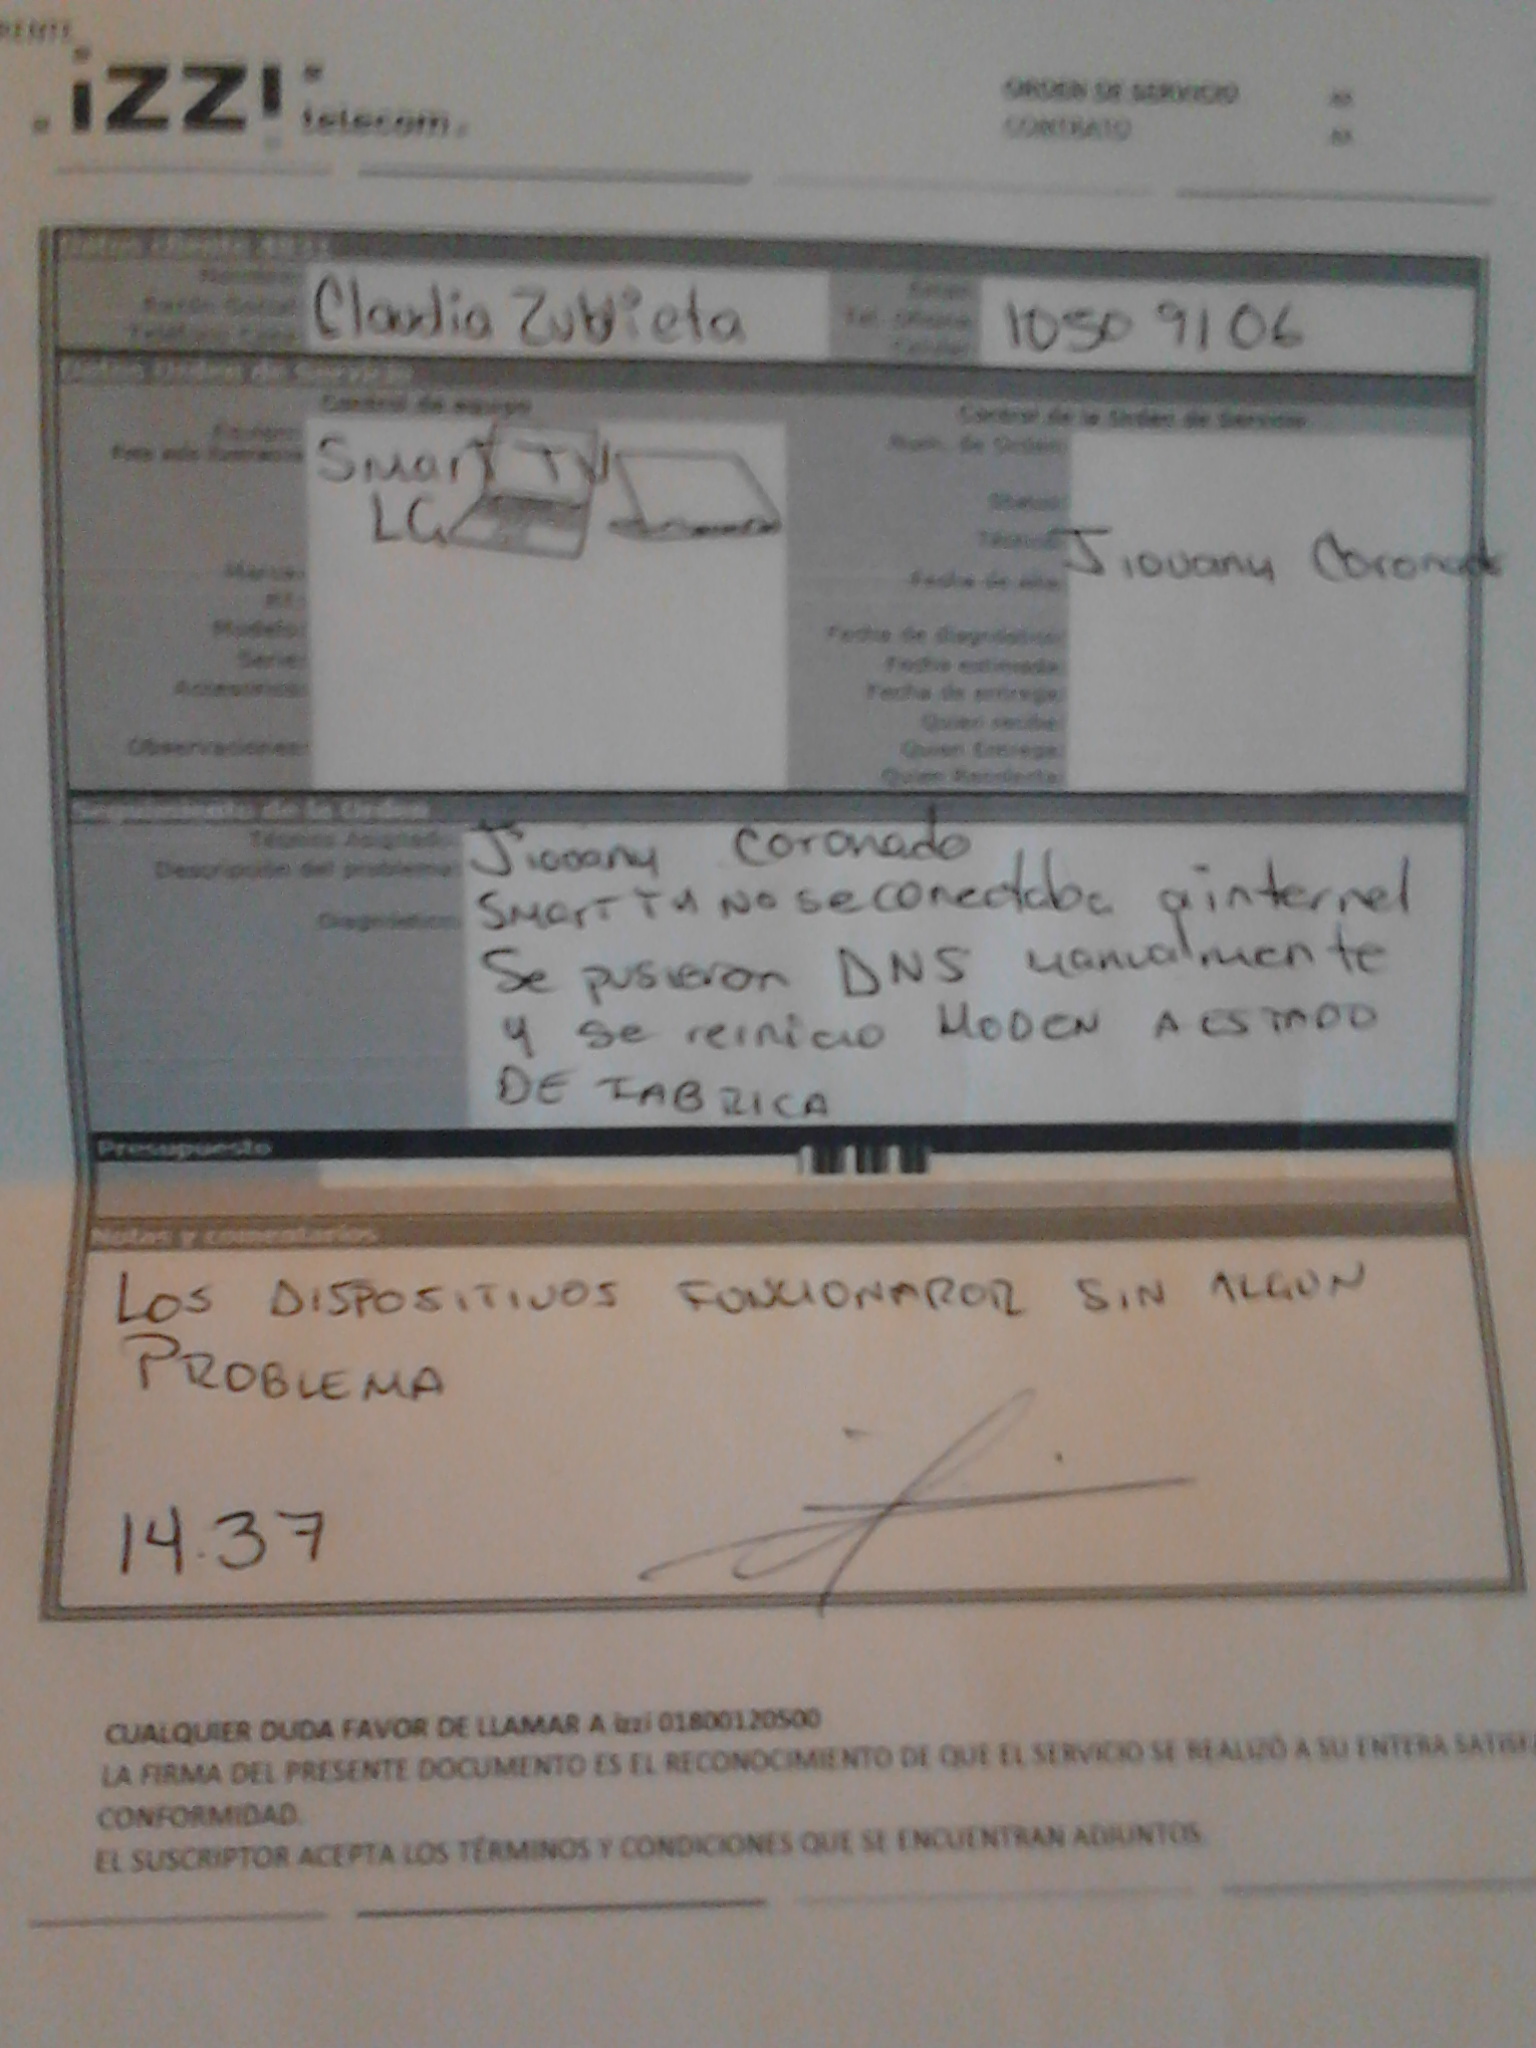 izzi telecom
ORDEN DE SERVICIO
CONTRATO
Datos cliente
Nombre:
Razón Social:
Teléfono Casa:
Claudia Zubieta
Tel. Oficina
Celular
1050 9106
Datos Orden de Servicio
Control de equipo
Control de la Orden de Servicio
Equipo:
Smart TV
LG
Marca:
Modelo:
Serie:
Accesorios:
Observaciones:
Num. de Orden:
Status:
Técnico:
Jiovany Coronado
Fecha de diagnóstico:
Fecha estimada:
Fecha de entrega:
Quien recibe:
Quien Entrega:
Quien Recolecta:
Seguimiento de la Orden
Técnico Asignado:
Jiovany Coronado
Descripción del problema:
Smart TV No se conectaba a internet
Diagnóstico:
Se pusieron DNS manualmente
y se reinicio MODEN A ESTADO
DE FABRICA
Presupuesto
Notas y comentarios
LOS DISPOSITIVOS FUNCIONAROR SIN ALGUN
PROBLEMA
14.37
CUALQUIER DUDA FAVOR DE LLAMAR A izzi 01800120500
LA FIRMA DEL PRESENTE DOCUMENTO ES EL RECONOCIMIENTO DE QUE EL SERVICIO SE REALIZÓ A SU ENTERA
CONFORMIDAD.
EL SUSCRIPTOR ACEPTA LOS TÉRMINOS Y CONDICIONES QUE SE ENCUENTRAN ADJUNTOS.